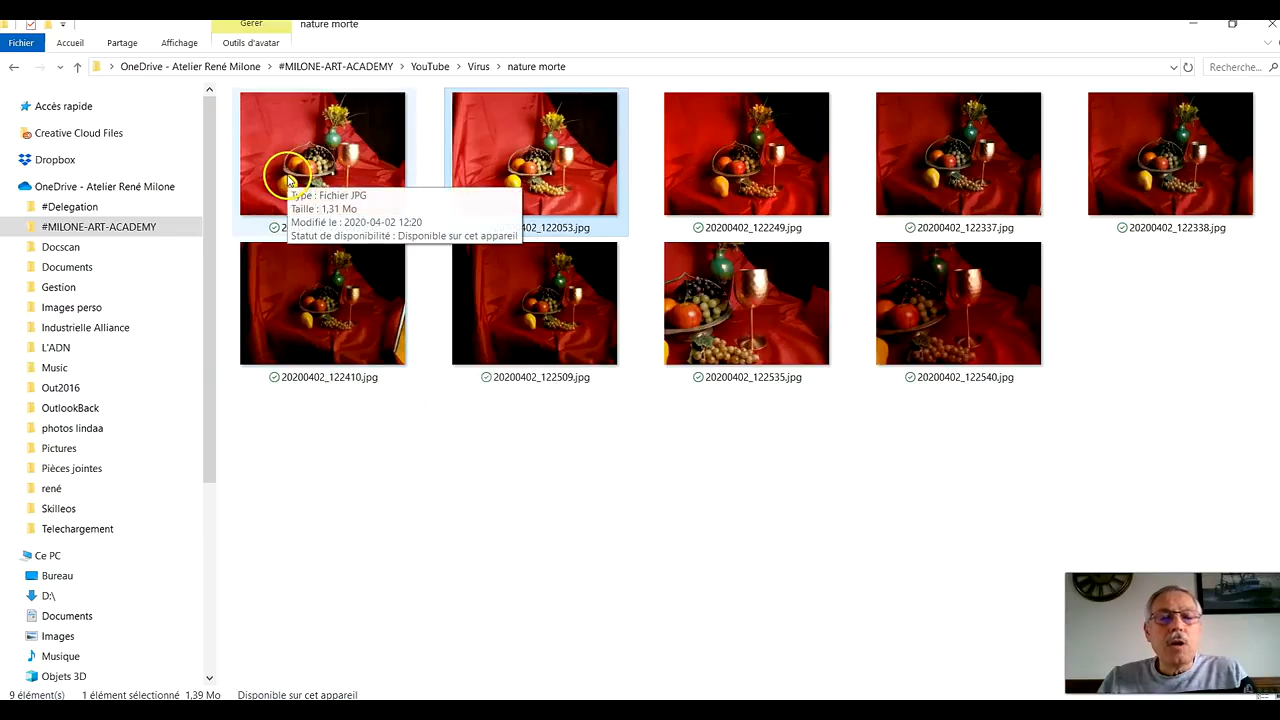 Gérer
nature morte
Fichier
Accueil
Partage
Affichage
Outils d'avatar
OneDrive - Atelier René Milone > #MILONE-ART-ACADEMY > YouTube > Virus > nature morte
Recherche...
Accès rapide
Creative Cloud Files
Dropbox
OneDrive - Atelier René Milone
#Delegation
#MILONE-ART-ACADEMY
Docscan
Documents
Gestion
Images perso
Industrielle Alliance
L'ADN
Music
Out2016
OutlookBack
photos lindaa
Pictures
Pièces jointes
rené
Skilleos
Telechargement
Ce PC
Bureau
D:\
Documents
Images
Musique
Objets 3D
Type : Fichier JPG
Taille : 1,31 Mo
Modifié le : 2020-04-02 12:20
Statut de disponibilité : Disponible sur cet appareil
02_122053.jpg
20200402_122249.jpg
20200402_122337.jpg
20200402_122338.jpg
20200402_122410.jpg
20200402_122509.jpg
20200402_122535.jpg
20200402_122540.jpg
9 élément(s)
1 élément sélectionné 1,39 Mo
Disponible sur cet appareil